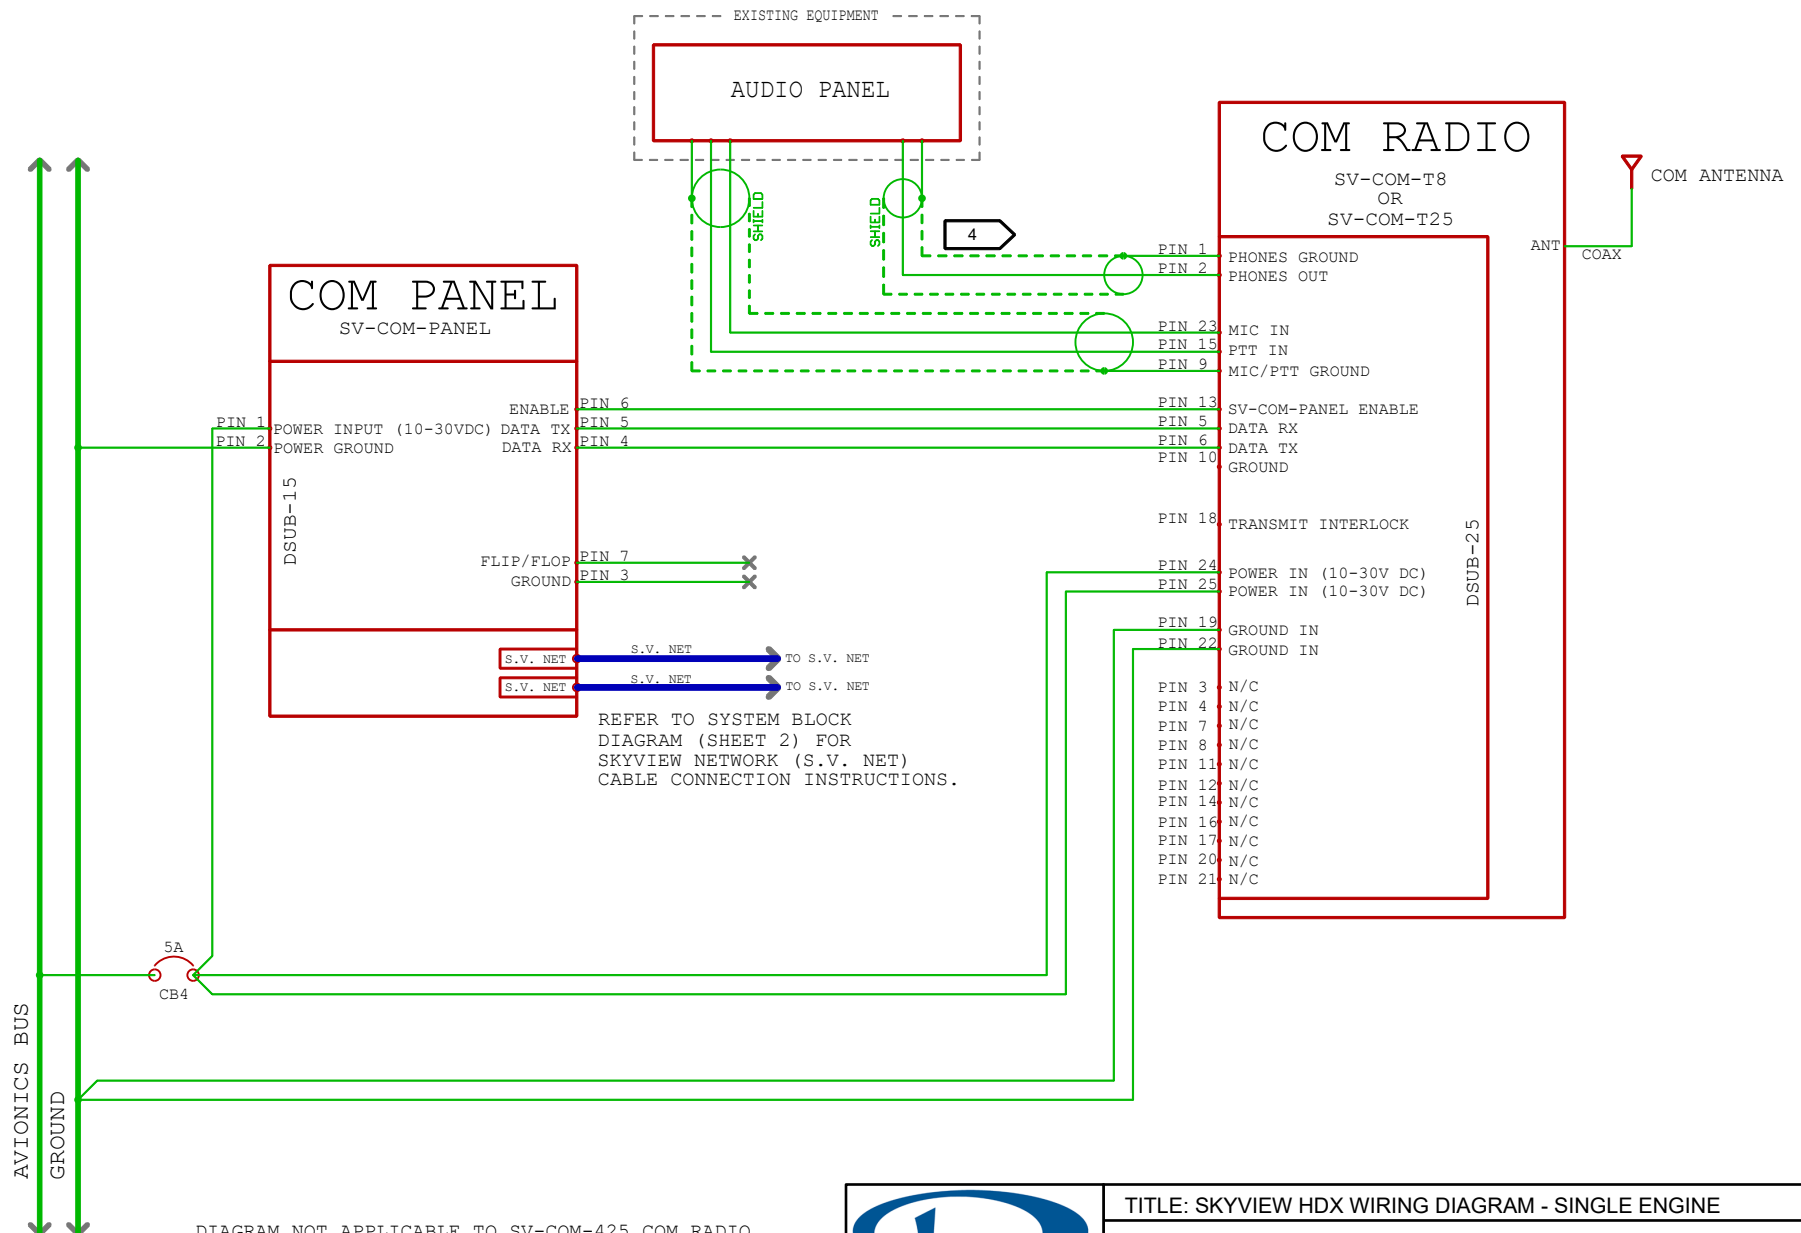 EXISTING EQUIPMENT
AUDIO PANEL
SHIELD
SHIELD
4
COM RADIO
SV-COM-T8
OR
SV-COM-T25
COM ANTENNA
ANT
COAX
PIN 1 PHONES GROUND
PIN 2 PHONES OUT
PIN 23 MIC IN
PIN 15 PTT IN
PIN 9 MIC/PTT GROUND
PIN 13 SV-COM-PANEL ENABLE
PIN 5 DATA RX
PIN 6 DATA TX
PIN 10 GROUND
PIN 18 TRANSMIT INTERLOCK
PIN 24 POWER IN (10-30V DC)
PIN 25 POWER IN (10-30V DC)
PIN 19 GROUND IN
PIN 22 GROUND IN
PIN 3 N/C
PIN 4 N/C
PIN 7 N/C
PIN 8 N/C
PIN 11 N/C
PIN 12 N/C
PIN 14 N/C
PIN 16 N/C
PIN 17 N/C
PIN 20 N/C
PIN 21 N/C
DSUB-25
COM PANEL
SV-COM-PANEL
PIN 1 POWER INPUT (10-30VDC)
PIN 2 POWER GROUND
ENABLE PIN 6
DATA TX PIN 5
DATA RX PIN 4
DSUB-15
FLIP/FLOP PIN 7
GROUND PIN 3
S.V. NET S.V. NET TO S.V. NET
S.V. NET S.V. NET TO S.V. NET
REFER TO SYSTEM BLOCK
DIAGRAM (SHEET 2) FOR
SKYVIEW NETWORK (S.V. NET)
CABLE CONNECTION INSTRUCTIONS.
5A
CB4
AVIONICS BUS
GROUND
DIAGRAM NOT APPLICABLE TO SV-COM-425 COM RADIO
TITLE: SKYVIEW HDX WIRING DIAGRAM - SINGLE ENGINE